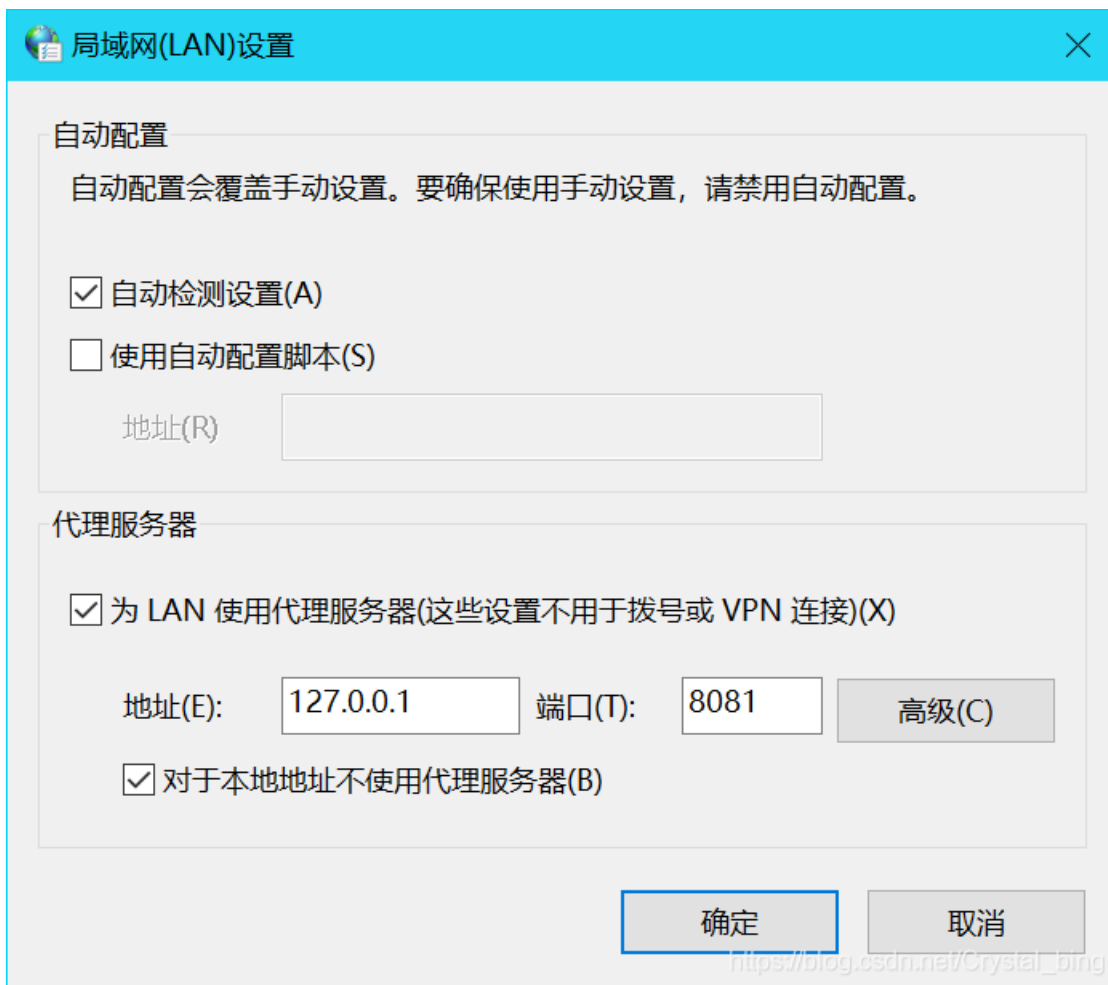 局域网(LAN)设置
自动配置
自动配置会覆盖手动设置。要确保使用手动设置，请禁用自动配置。
自动检测设置(A)
使用自动配置脚本(S)
地址(R)
代理服务器
为 LAN 使用代理服务器(这些设置不用于拨号或 VPN 连接)(X)
地址(E): 127.0.0.1 端口(T): 8081 高级(C)
对于本地地址不使用代理服务器(B)
确定 取消
https://blog.csdn.net/Crystal_bing